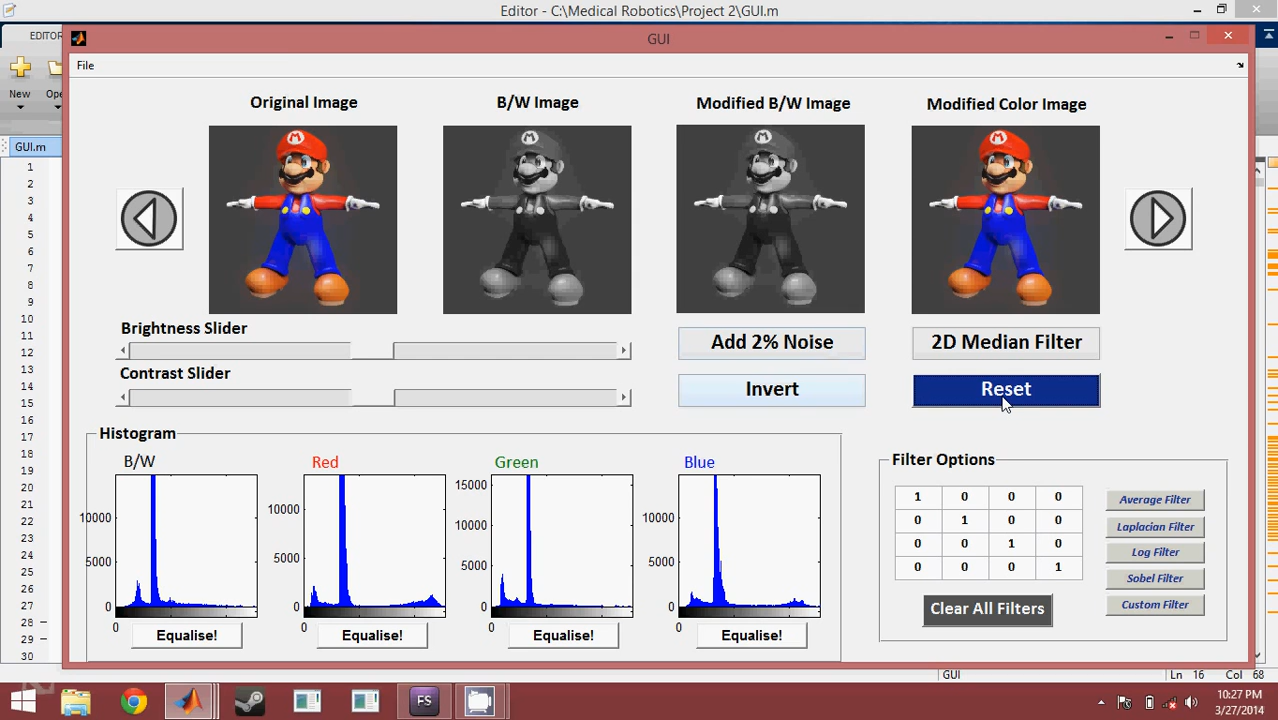 Editor - C:\Medical Robotics\Project 2\GUI.m
EDITOR
GUI
New
Ope
File
GUI.m
Original Image
B/W Image
Modified B/W Image
Modified Color Image
M
M
M
M
Brightness Slider
Contrast Slider
Add 2% Noise
2D Median Filter
Invert
Reset
Histogram
B/W
Red
Green
Blue
10000
5000
0
0
10000
5000
0
0
15000
10000
5000
0
0
10000
5000
0
0
Equalise!
Equalise!
Equalise!
Equalise!
Filter Options
1 0 0 0
0 1 0 0
0 0 1 0
0 0 0 1
Average Filter
Laplacian Filter
Log Filter
Sobel Filter
Custom Filter
Clear All Filters
1
2
3
4
5
6
7
8
9
10
11
12
13
14
15
16
17
18
19
20
21
22
23
24
25
26
27
28
29
30
GUI
Ln 16 Col 68
FS
10:27 PM
3/27/2014